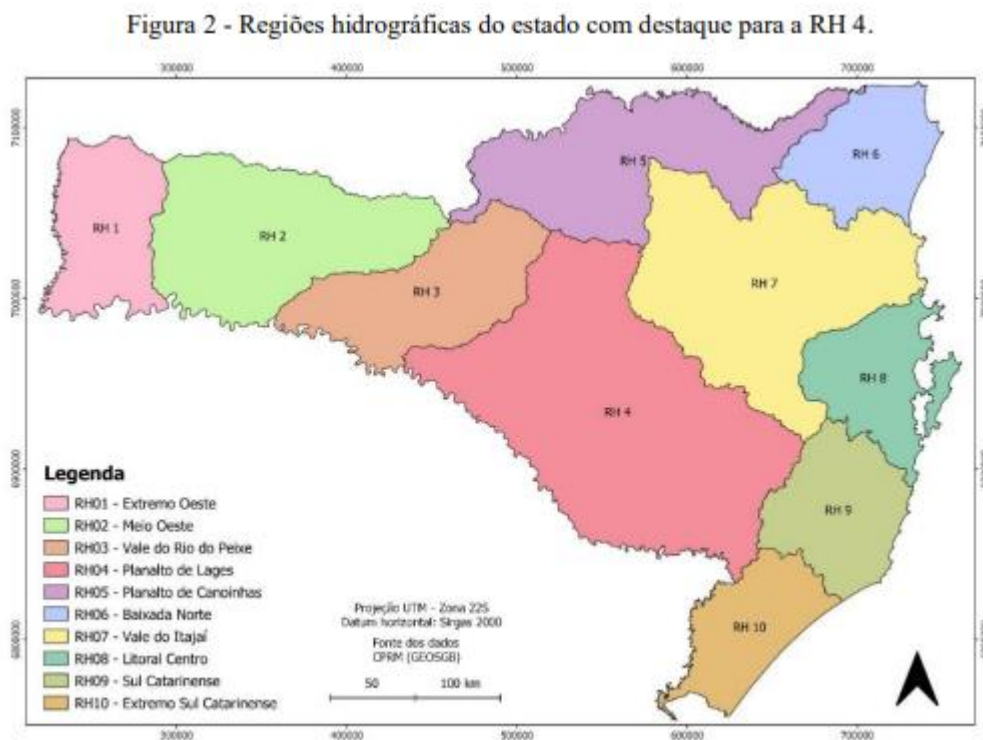 Figura 2 - Regiões hidrográficas do estado com destaque para a RH 4.
300000 400000 500000 600000 700000
7100000
7000000
6900000
6800000
RH 5
RH 6
RH 1
RH 2
RH 3
RH 7
RH 8
RH 4
RH 9
RH 10
Legenda
RH01 - Extremo Oeste
RH02 - Meio Oeste
RH03 - Vale do Rio do Peixe
RH04 - Planalto de Lages
RH05 - Planalto de Canoinhas
RH06 - Baixada Norte
RH07 - Vale do Itajaí
RH08 - Litoral Centro
RH09 - Sul Catarinense
RH10 - Extremo Sul Catarinense
Projeção UTM - Zona 22S
Datum horizontal: Sirgas 2000
Fonte dos dados
CPRM (GEOSGB)
50 100 km
300000 400000 500000 600000 700000